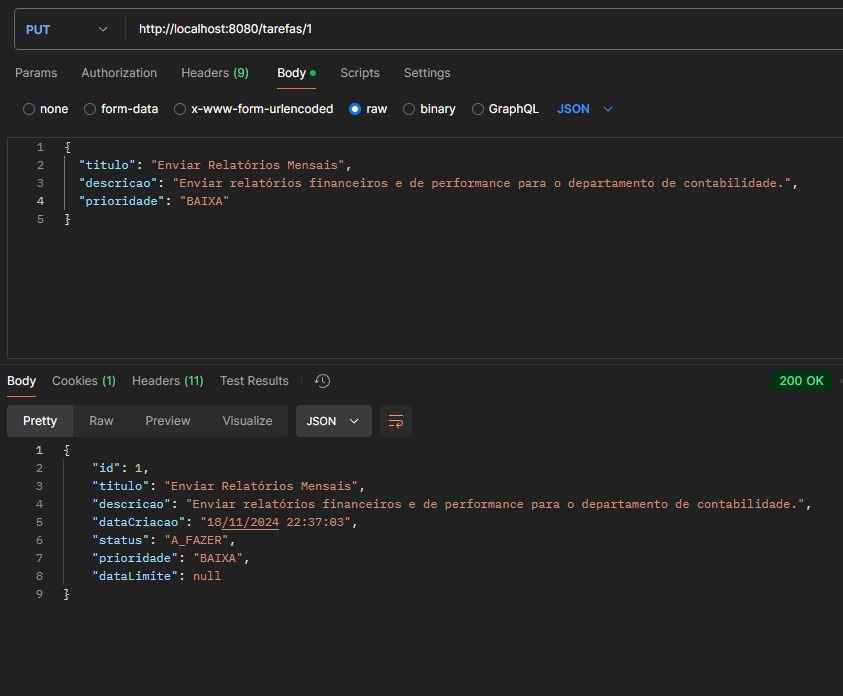 PUT http://localhost:8080/tarefas/1
Params Authorization Headers (9) Body Scripts Settings
none form-data x-www-form-urlencoded raw binary GraphQL JSON
1 {
2 "titulo": "Enviar Relatórios Mensais",
3 "descricao": "Enviar relatórios financeiros e de performance para o departamento de contabilidade.",
4 "prioridade": "BAIXA"
5 }
Body Cookies (1) Headers (11) Test Results 200 OK
Pretty Raw Preview Visualize JSON
1 {
2 "id": 1,
3 "titulo": "Enviar Relatórios Mensais",
4 "descricao": "Enviar relatórios financeiros e de performance para o departamento de contabilidade.",
5 "dataCriacao": "18/11/2024 22:37:03",
6 "status": "A_FAZER",
7 "prioridade": "BAIXA",
8 "dataLimite": null
9 }